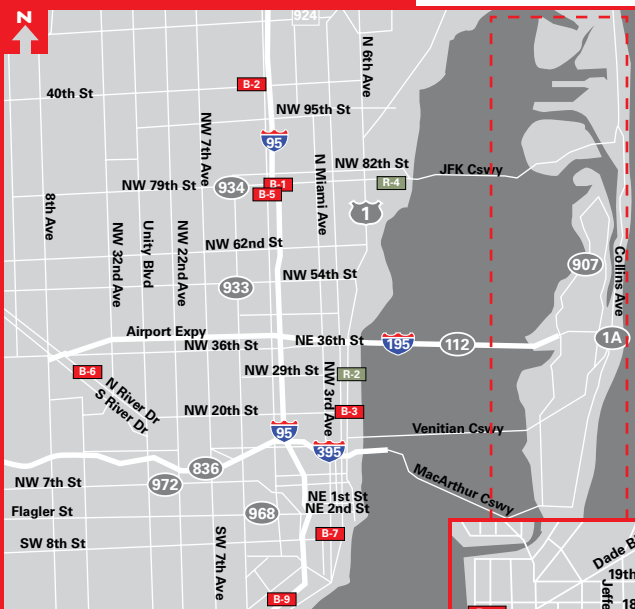 N
924
N 6th Ave
B-2
40th St
NW 95th St
NW 7th Ave
95
NW 82th St
JFK Cswy
N Miami Ave
NW 79th St
934
B-1
R-4
B-5
8th Ave
1
NW 32nd Ave
Unity Blvd
NW 22nd Ave
NW 62nd St
907
Collins Ave
NW 54th St
933
Airport Expy
NW 36th St
NE 36th St
195
112
1A
B-6
NW 29th St
R-2
N River Dr
S River Dr
NW 3rd Ave
NW 20th St
B-3
95
Venitian Cswy
395
836
MacArthur Cswy
NW 7th St
972
NE 1st St
NE 2nd St
Flagler St
968
SW 8th St
SW 7th Ave
B-7
Dade B
19th
Jeffe
18
B-9